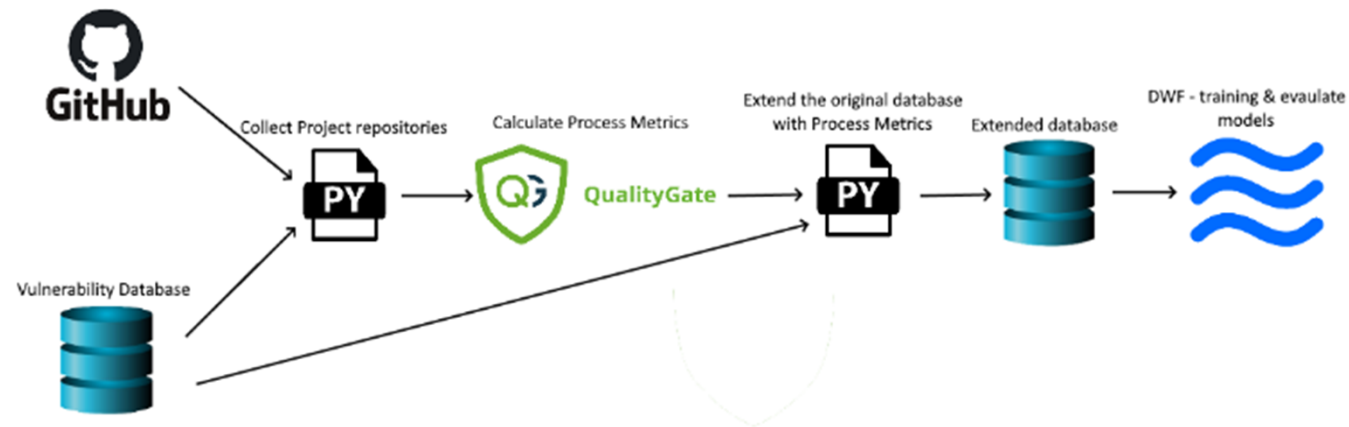 GitHub
Collect Project repositories
PY
Calculate Process Metrics
QG
QualityGate
Extend the original database
with Process Metrics
PY
Extended database
DWF - training & evaulate
models
Vulnerability Database